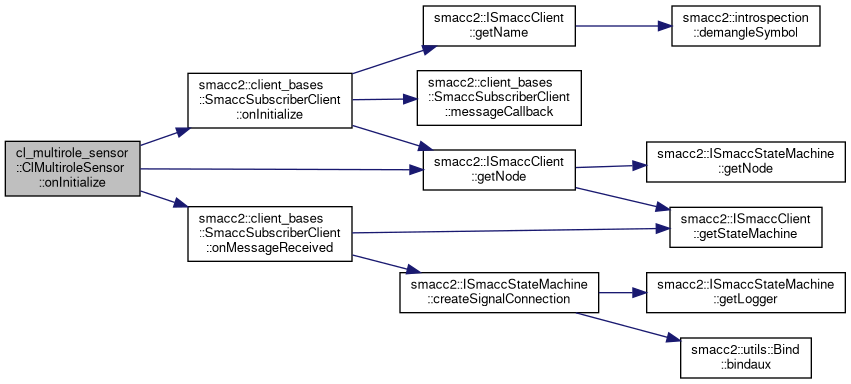 cl_multirole_sensor
::ClMultiroleSensor
::onInitialize
smacc2::client_bases
::SmaccSubscriberClient
::onInitialize
smacc2::ISmaccClient
::getName
smacc2::introspection
::demangleSymbol
smacc2::client_bases
::SmaccSubscriberClient
::messageCallback
smacc2::ISmaccClient
::getNode
smacc2::ISmaccStateMachine
::getNode
smacc2::ISmaccClient
::getStateMachine
smacc2::client_bases
::SmaccSubscriberClient
::onMessageReceived
smacc2::ISmaccStateMachine
::createSignalConnection
smacc2::ISmaccStateMachine
::getLogger
smacc2::utils::Bind
::bindaux